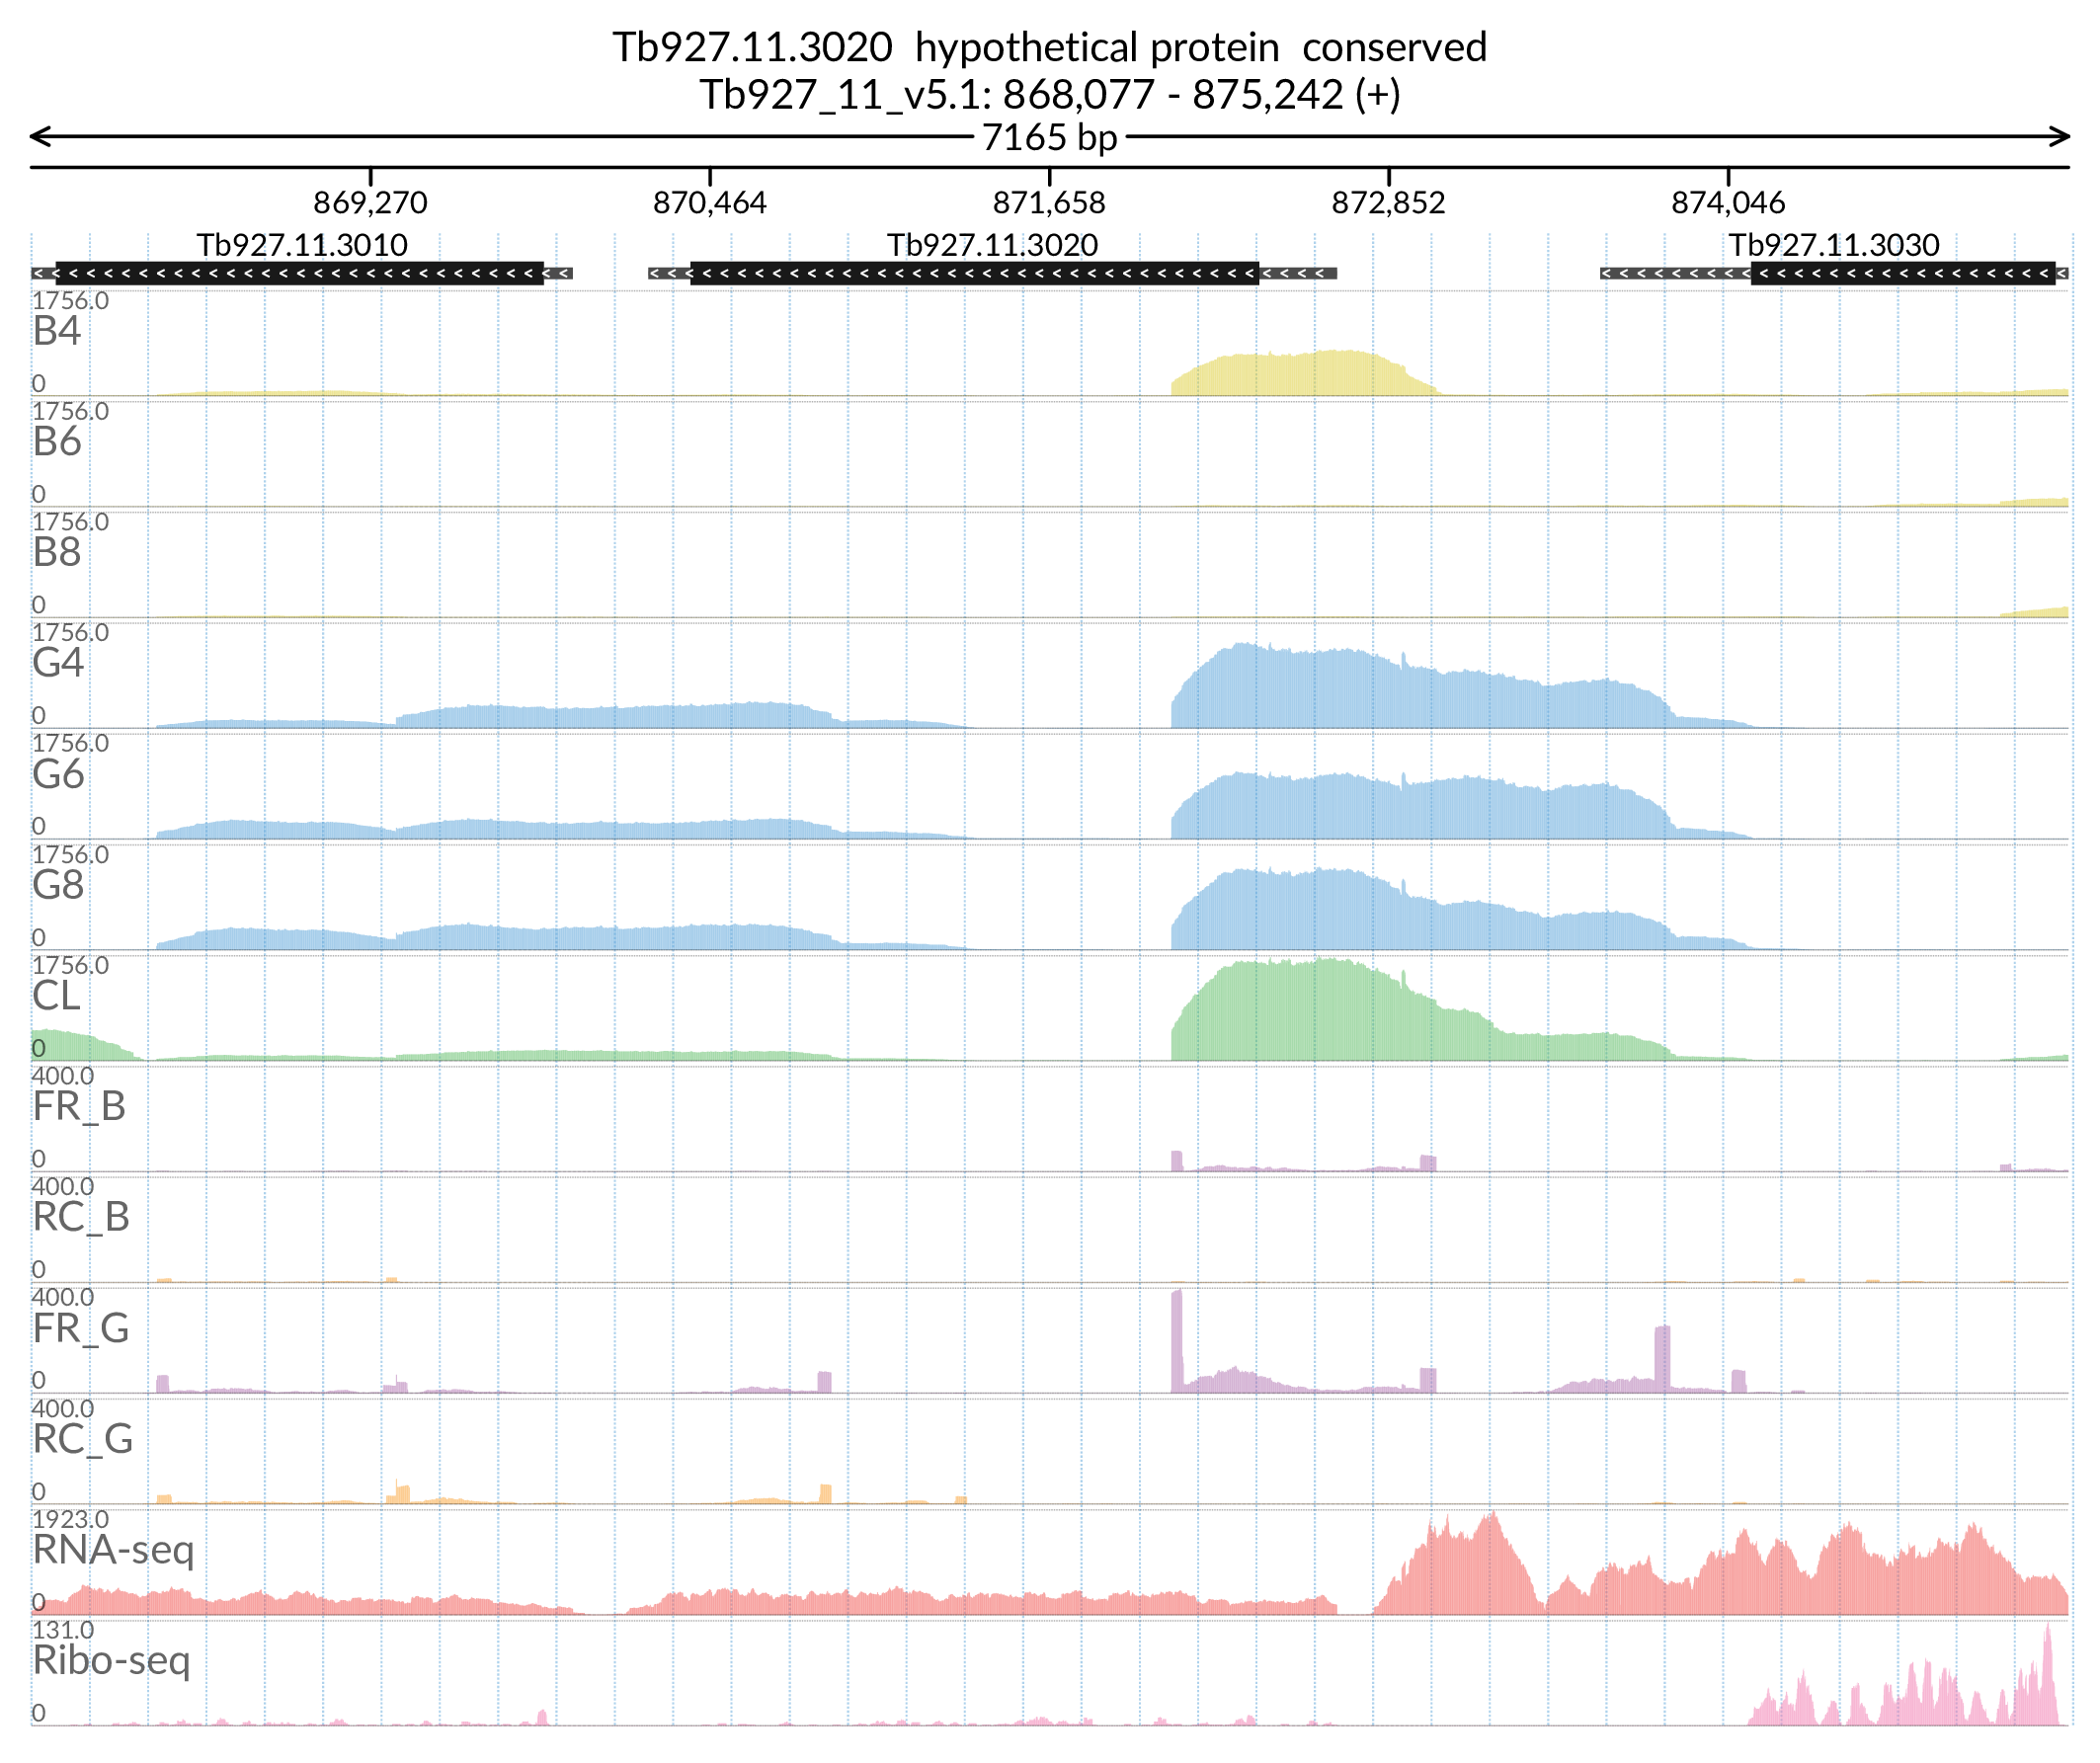 Tb927.11.3020  hypothetical protein  conserved
Tb927_11_v5.1: 868,077 - 875,242 (+)
7165 bp
869,270 870,464 871,658 872,852 874,046
Tb927.11.3010 Tb927.11.3020 Tb927.11.3030
1756.0
B4
0
1756.0
B6
0
1756.0
B8
0
1756.0
G4
0
1756.0
G6
0
1756.0
G8
0
1756.0
CL
0
400.0
FR_B
0
400.0
RC_B
0
400.0
FR_G
0
400.0
RC_G
0
1923.0
RNA-seq
0
131.0
Ribo-seq
0